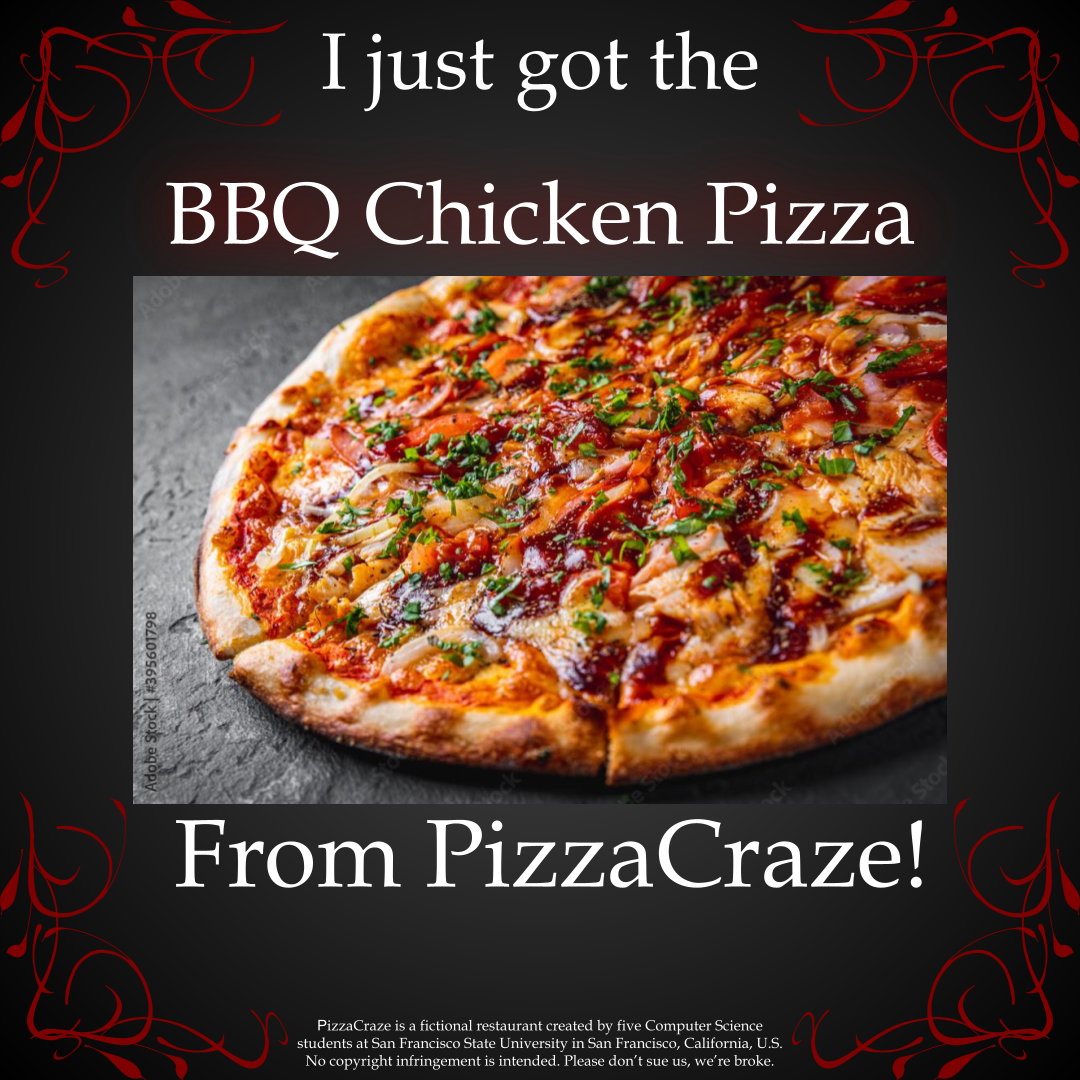 I just got the
BBQ Chicken Pizza
Adobe Stock | #395601798
From PizzaCraze!
PizzaCraze is a fictional restaurant created by five Computer Science
students at San Francisco State University in San Francisco, California, U.S.
No copyright infringement is intended. Please don’t sue us, we’re broke.